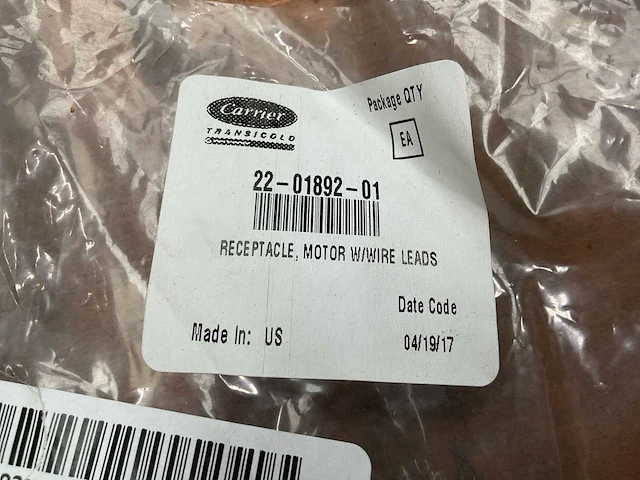 Carrier
TRANSICOLD
Package QTY
EA
22-01892-01
RECEPTACLE, MOTOR W/WIRE LEADS
Date Code
Made In: US
04/19/17